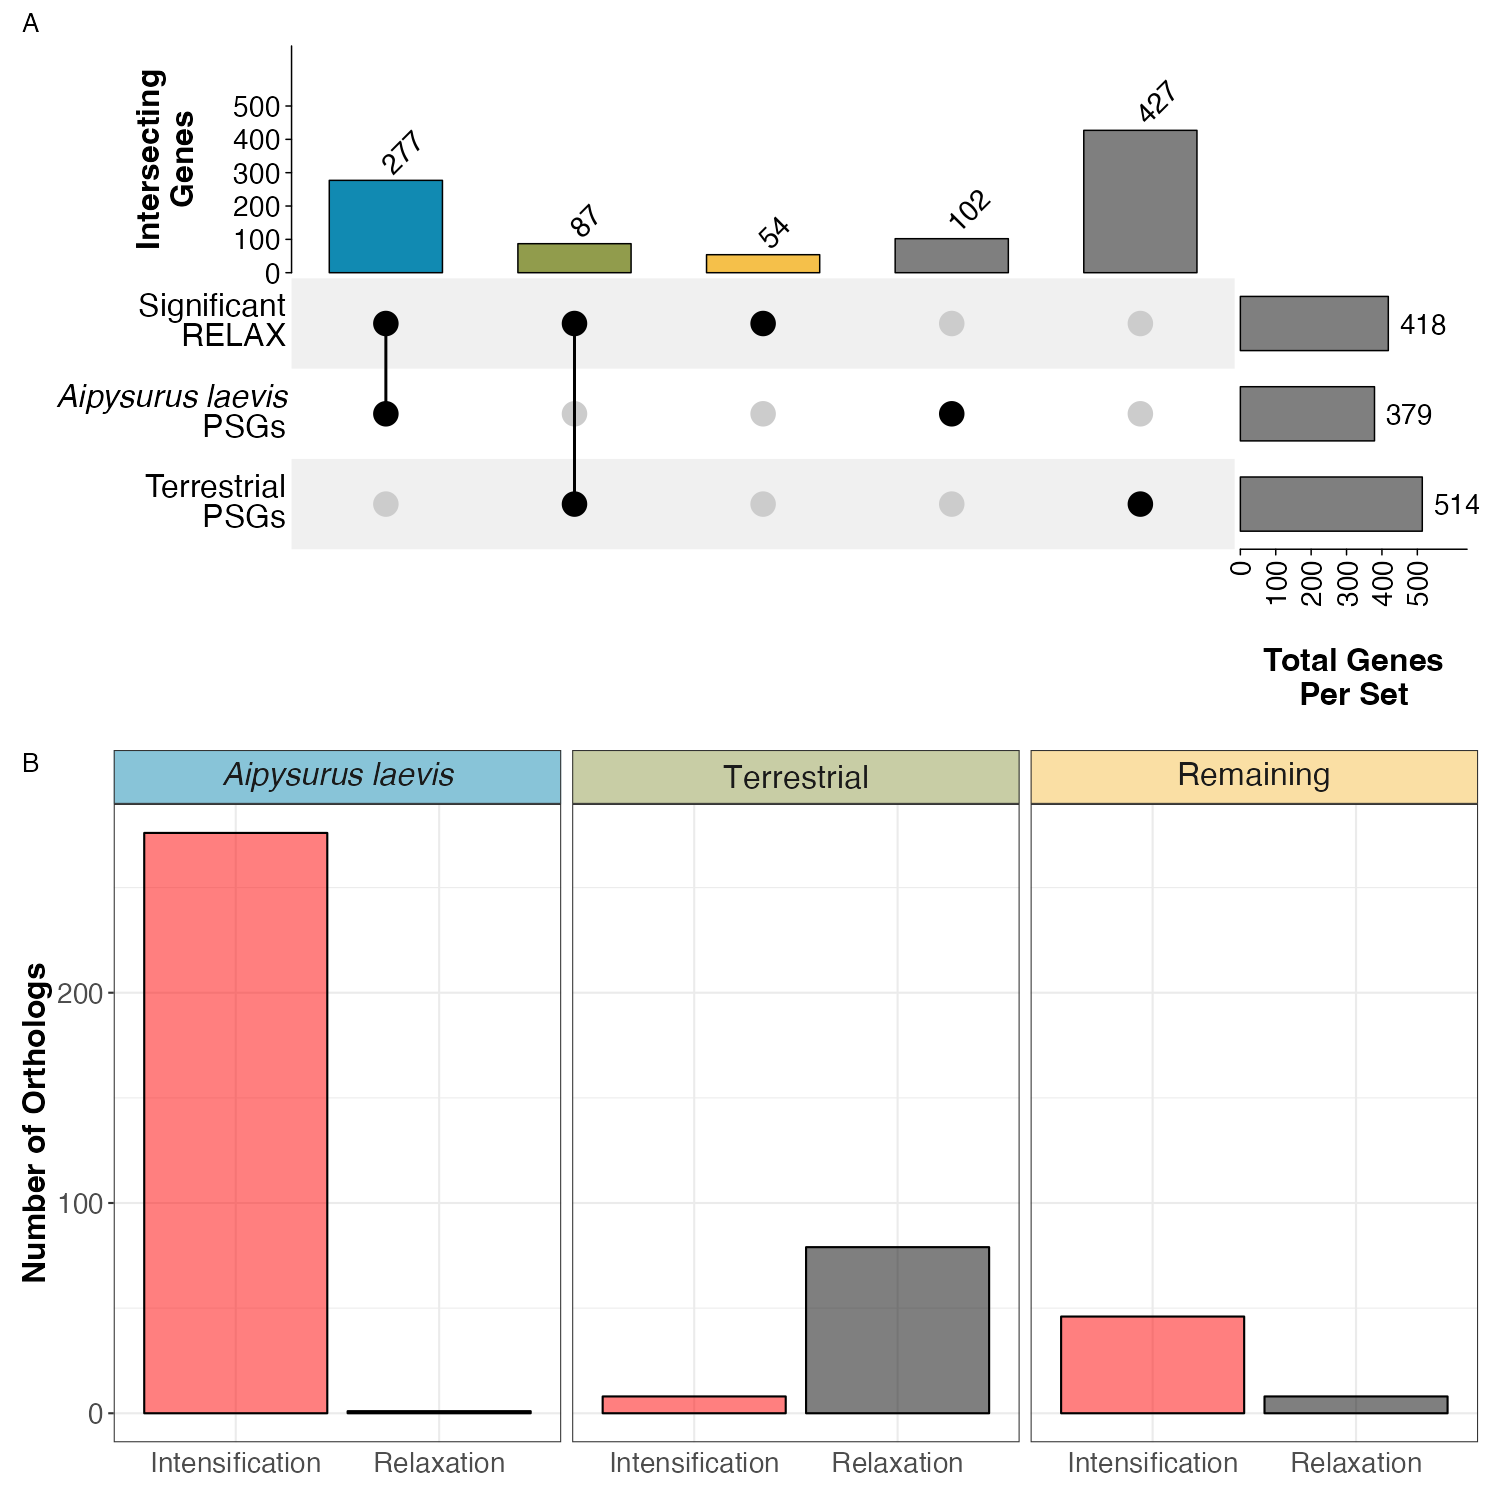 A
Intersecting
Genes
500
400
300
200
100
0
277
87
54
102
427
Significant
RELAX
418
Aipysurus laevis
PSGs
379
Terrestrial
PSGs
514
0
100
200
300
400
500
Total Genes
Per Set
B
Aipysurus laevis
Terrestrial
Remaining
Number of Orthologs
200
100
0
Intensification
Relaxation
Intensification
Relaxation
Intensification
Relaxation